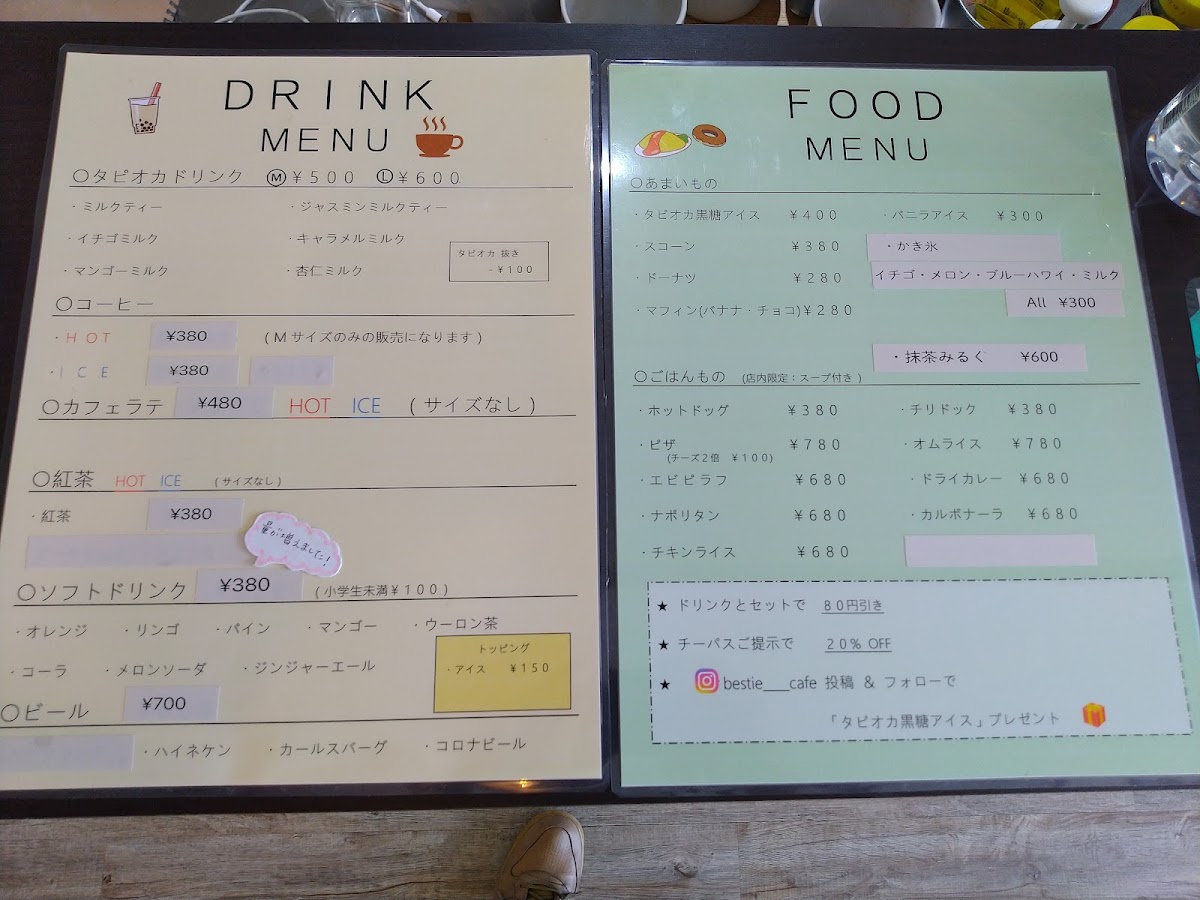 DRINK
MENU
○タピオカドリンク Ⓜ¥500 Ⓛ¥600
・ミルクティー ・ジャスミンミルクティー
・イチゴミルク ・キャラメルミルク
・マンゴーミルク ・杏仁ミルク
タピオカ 抜き
-¥100
○コーヒー
・HOT ¥380 (Mサイズのみの販売になります)
・ICE ¥380
○カフェラテ ¥480 HOT ICE (サイズなし)
○紅茶 HOT ICE (サイズなし)
・紅茶 ¥380
量が増えました!
○ソフトドリンク ¥380 (小学生未満¥100)
・オレンジ ・リンゴ ・パイン ・マンゴー ・ウーロン茶
・コーラ ・メロンソーダ ・ジンジャーエール
トッピング
・アイス ¥150
○ビール ¥700
・ハイネケン ・カールスバーグ ・コロナビール
FOOD
MENU
○あまいもの
・タピオカ黒糖アイス ¥400 ・バニラアイス ¥300
・スコーン ¥380 ・かき氷
・ドーナツ ¥280 イチゴ・メロン・ブルーハワイ・ミルク
・マフィン(バナナ・チョコ)¥280 All ¥300
・抹茶みるく ¥600
○ごはんもの (店内限定:スープ付き)
・ホットドッグ ¥380 ・チリドック ¥380
・ピザ ¥780 ・オムライス ¥780
(チーズ2倍 ¥100)
・エビピラフ ¥680 ・ドライカレー ¥680
・ナポリタン ¥680 ・カルボナーラ ¥680
・チキンライス ¥680
★ ドリンクとセットで 80円引き
★ チーパスご提示で 20% OFF
★ bestie___cafe 投稿 & フォローで
「タピオカ黒糖アイス」プレゼント